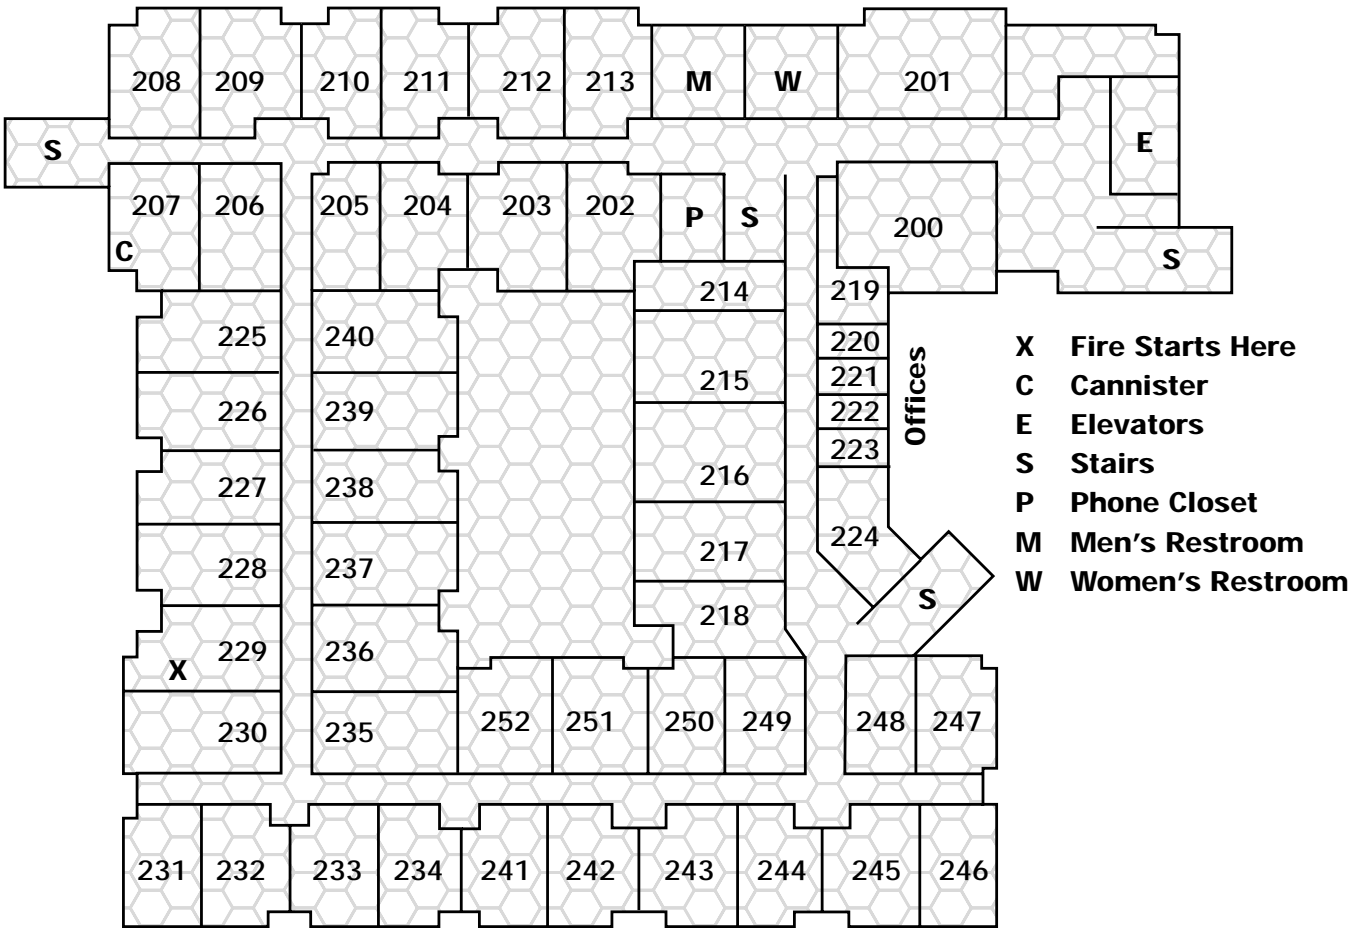 208 209 210 211 212 213 M W 201
S E
207 206 205 204 203 202 P S 200
C S
214 219
225 240 220
215 221
226 239 222
223
216
227 238
217 224
228 237
218 S
229 236
X
230 235 252 251 250 249 248 247
231 232 233 234 241 242 243 244 245 246
Offices
X Fire Starts Here
C Cannister
E Elevators
S Stairs
P Phone Closet
M Men's Restroom
W Women's Restroom